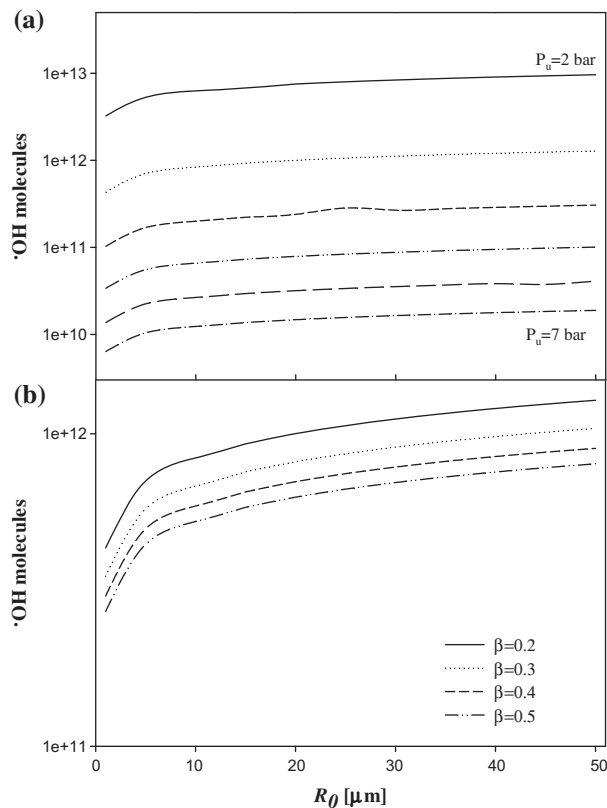 (a)
P_u=2 bar
1e+13
1e+12
1e+11
1e+10
·OH molecules
P_u=7 bar
(b)
1e+12
1e+11
·OH molecules
β=0.2
β=0.3
β=0.4
β=0.5
0 10 20 30 40 50
R_0 [μm]